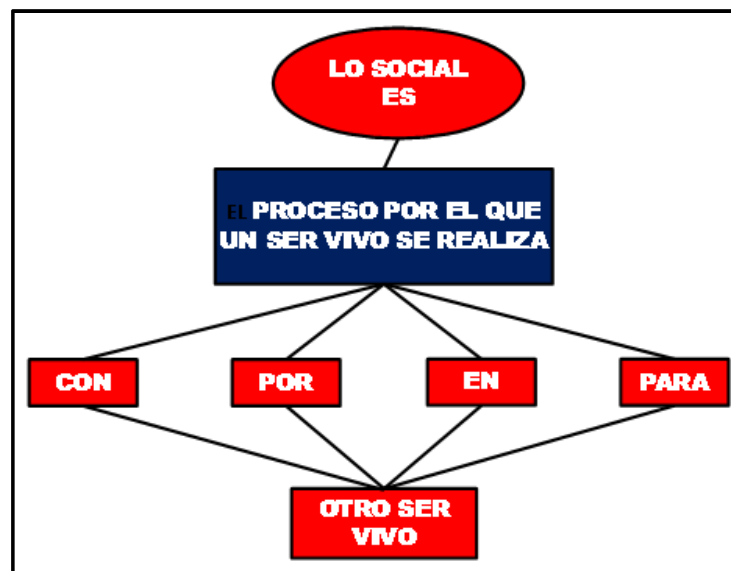 LO SOCIAL
ES
EL PROCESO POR EL QUE
UN SER VIVO SE REALIZA
CON
POR
EN
PARA
OTRO SER
VIVO